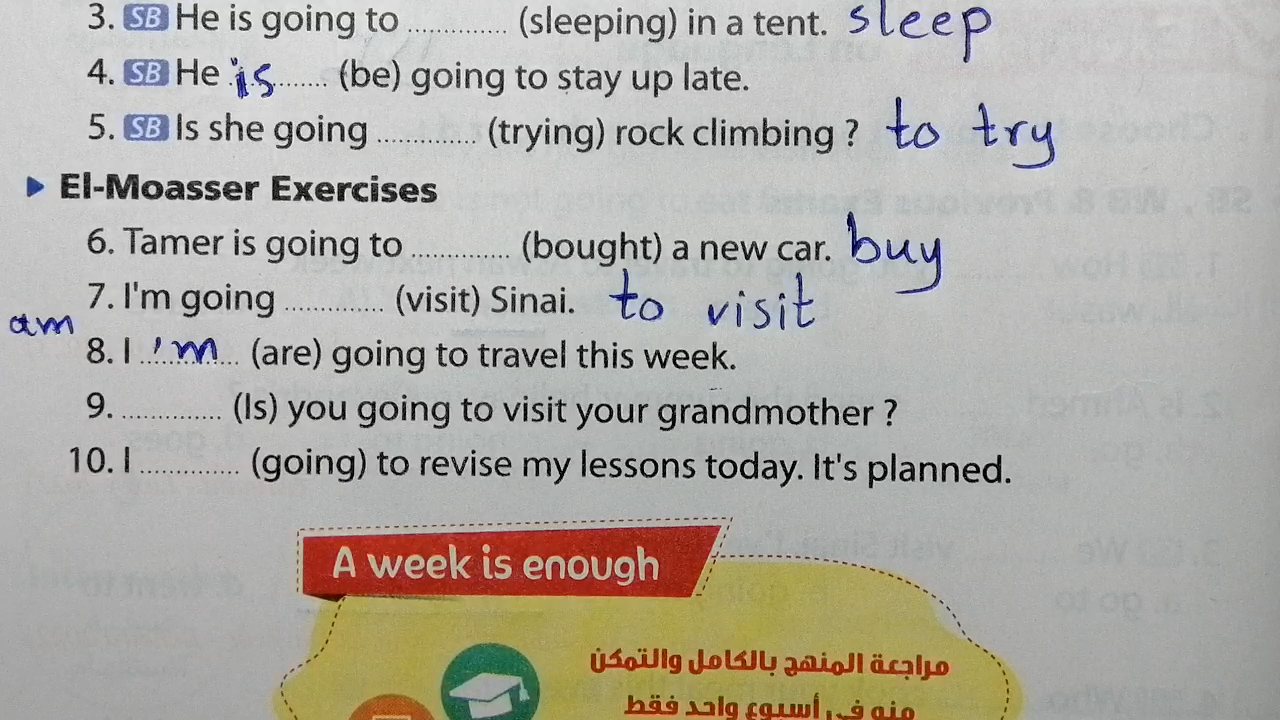 3. SB He is going to ............. (sleeping) in a tent. sleep
4. SB He is (be) going to stay up late.
5. SB Is she going ............. (trying) rock climbing ? to try
El-Moasser Exercises
6. Tamer is going to ............. (bought) a new car. buy
7. I'm going ............. (visit) Sinai. to visit
am
8. I 'm (are) going to travel this week.
9. ............. (Is) you going to visit your grandmother ?
10. I ............. (going) to revise my lessons today. It's planned.
A week is enough
مراجعة المنهج بالكامل والتمكن
منه في أسبوع واحد فقط